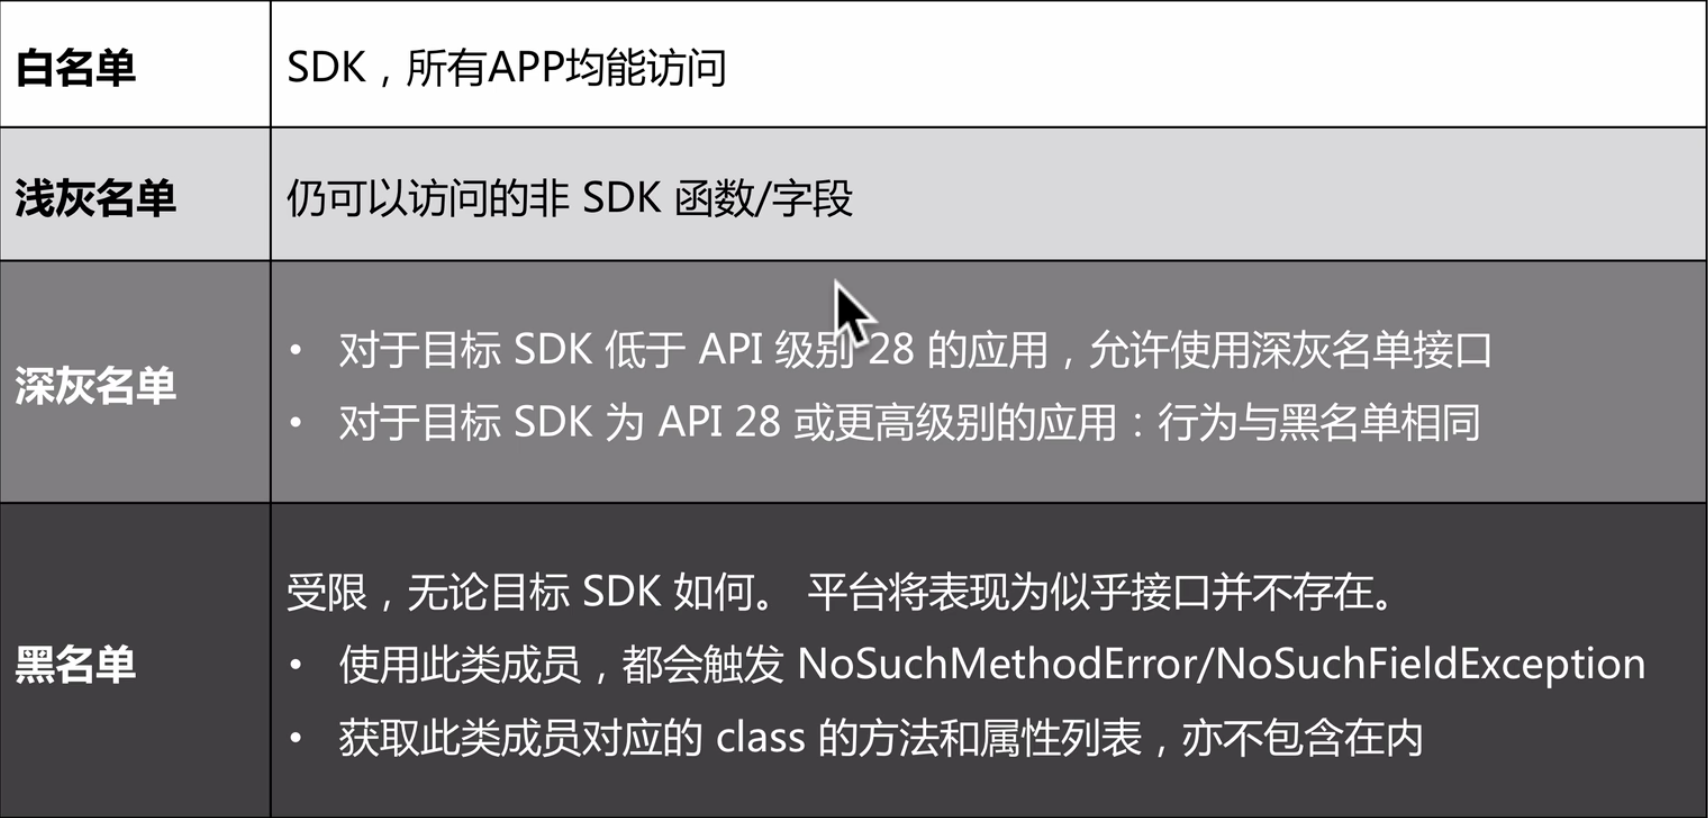 白名单
SDK，所有APP均能访问
浅灰名单
仍可以访问的非 SDK 函数/字段
深灰名单
• 对于目标 SDK 低于 API 级别 28 的应用，允许使用深灰名单接口
• 对于目标 SDK 为 API 28 或更高级别的应用：行为与黑名单相同
黑名单
受限，无论目标 SDK 如何。 平台将表现为似乎接口并不存在。
• 使用此类成员，都会触发 NoSuchMethodError/NoSuchFieldException
• 获取此类成员对应的 class 的方法和属性列表，亦不包含在内